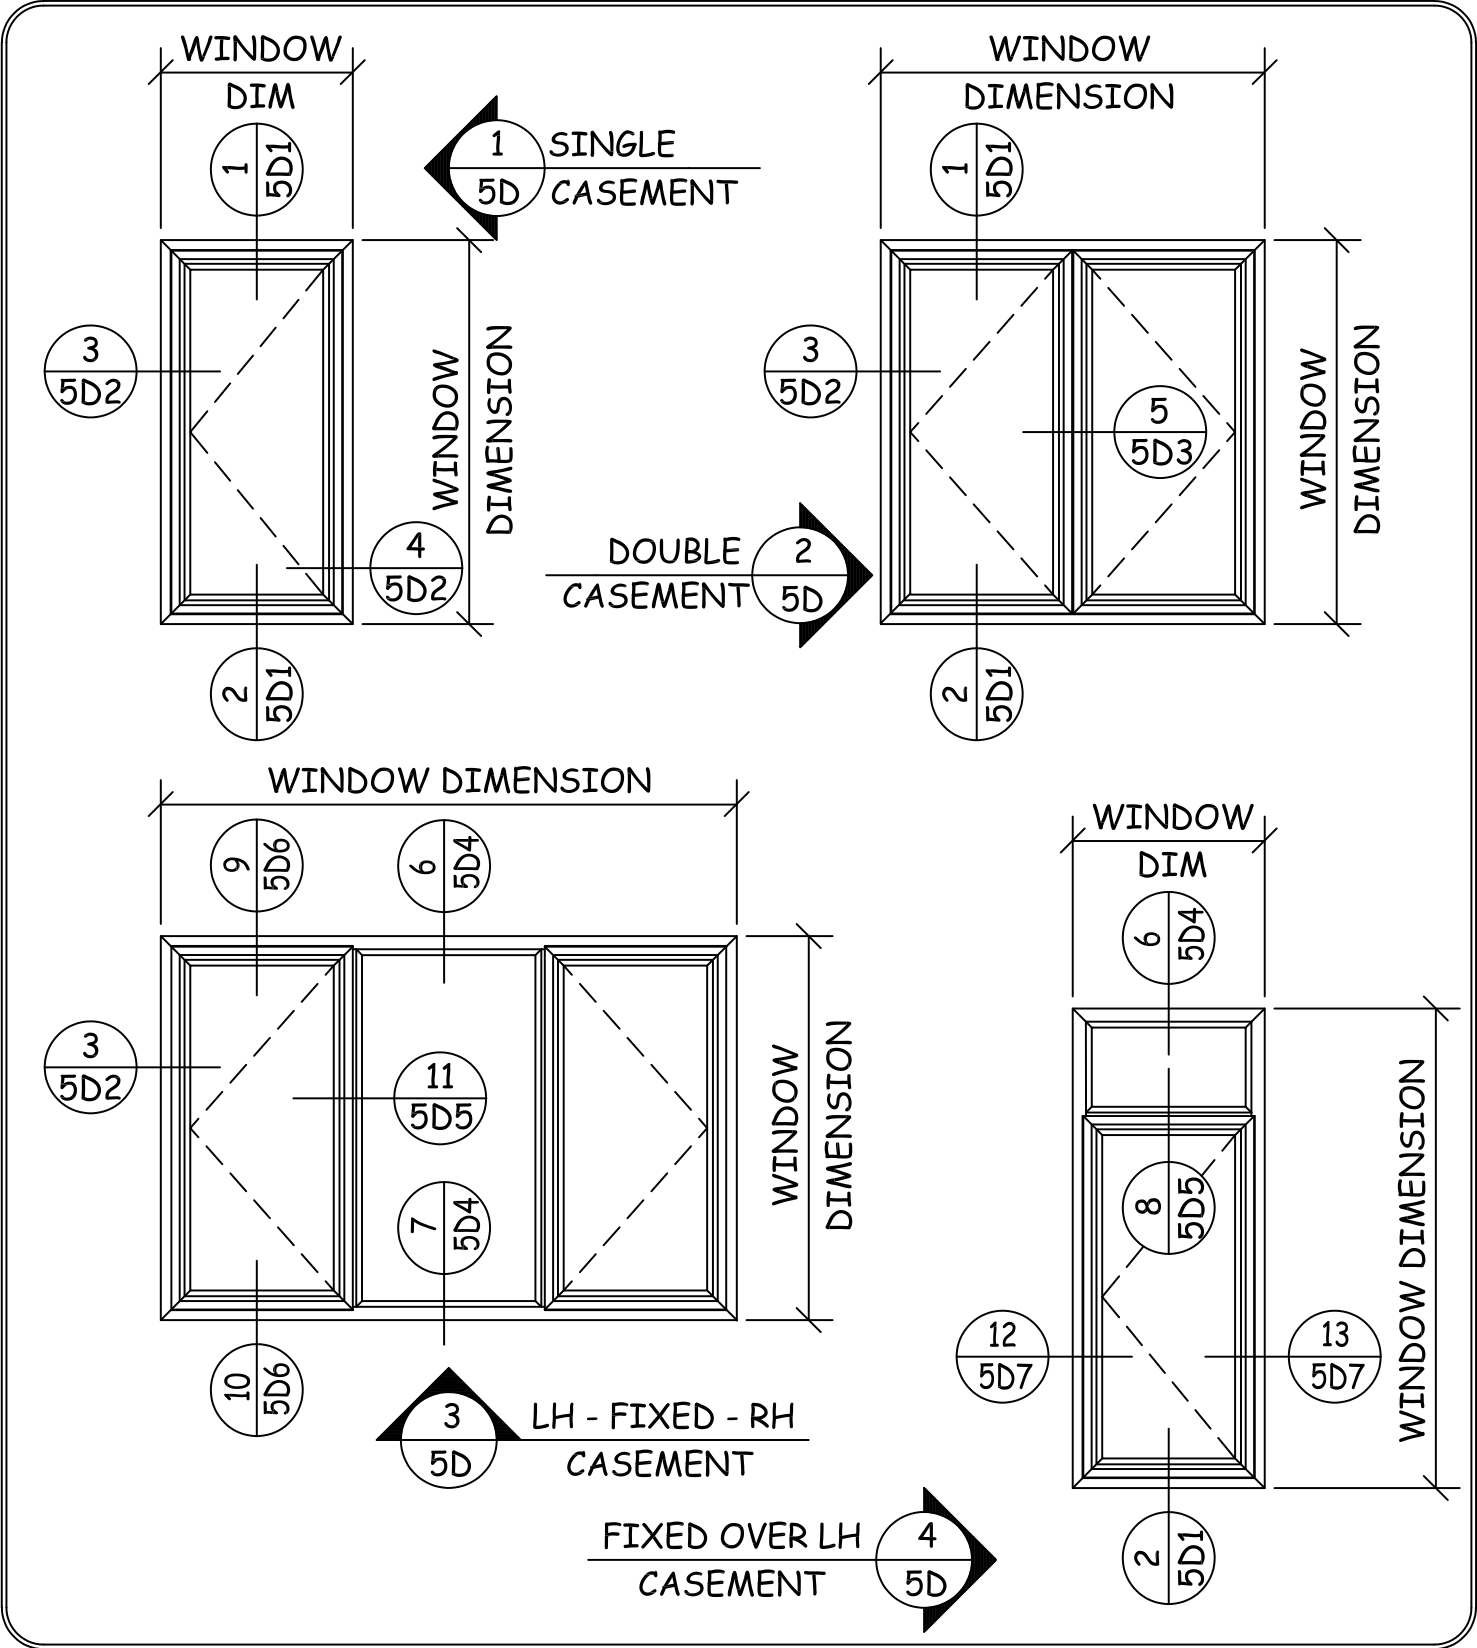 WINDOW
DIM
1
5D1
1
5D
SINGLE
CASEMENT
3
5D2
WINDOW
DIMENSION
4
5D2
2
5D1
WINDOW
DIMENSION
1
5D1
3
5D2
5
5D3
WINDOW
DIMENSION
DOUBLE
CASEMENT
2
5D
2
5D1
WINDOW DIMENSION
9
5D6
6
5D4
3
5D2
11
5D5
7
5D4
WINDOW
DIMENSION
10
5D6
3
5D
LH - FIXED - RH
CASEMENT
WINDOW
DIM
6
5D4
8
5D5
WINDOW DIMENSION
12
5D7
13
5D7
2
5D1
FIXED OVER LH
CASEMENT
4
5D